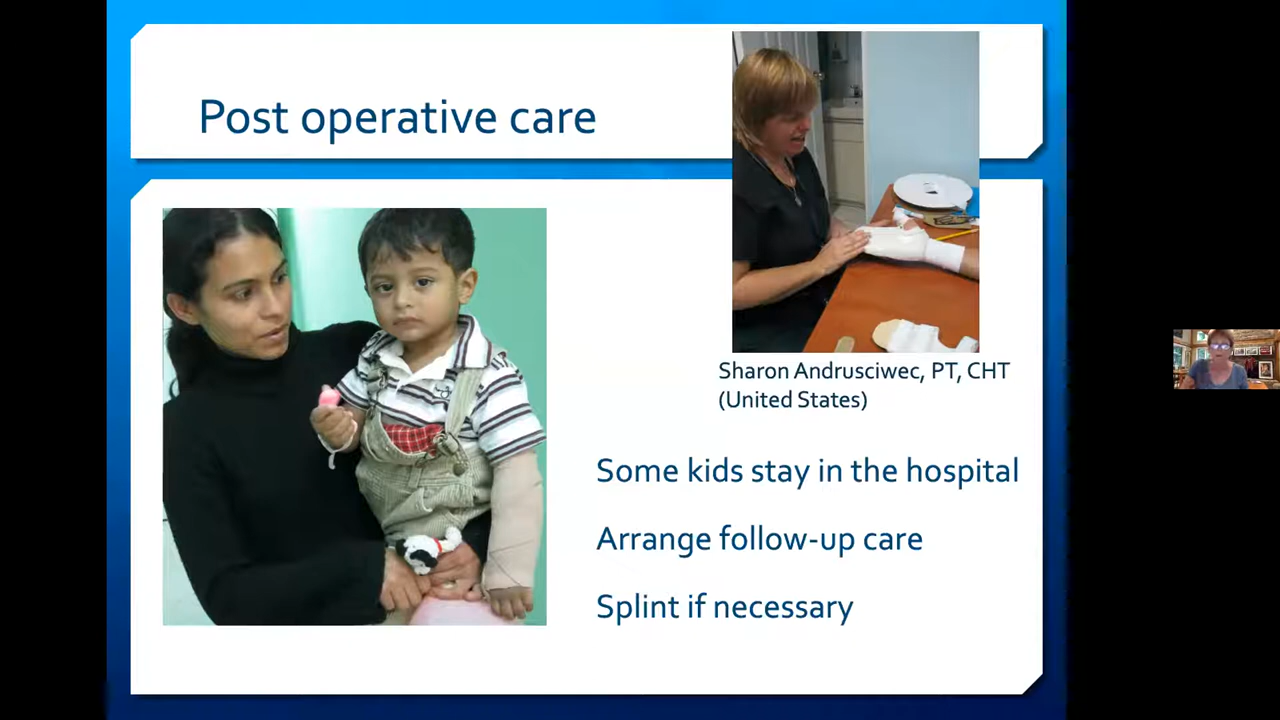 Post operative care
Sharon Andrusciwec, PT, CHT
(United States)
Some kids stay in the hospital
Arrange follow-up care
Splint if necessary